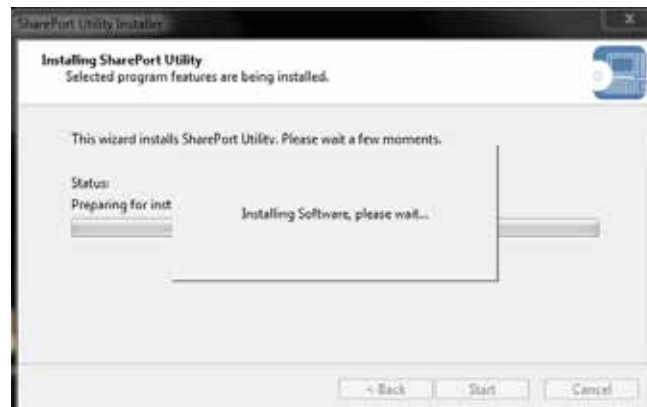 SharePort Utility Installer
Installing SharePort Utility
Selected program features are being installed.
This wizard installs SharePort Utility. Please wait a few moments.
Status:
Preparing for inst
Installing Software, please wait...
< Back
Start
Cancel